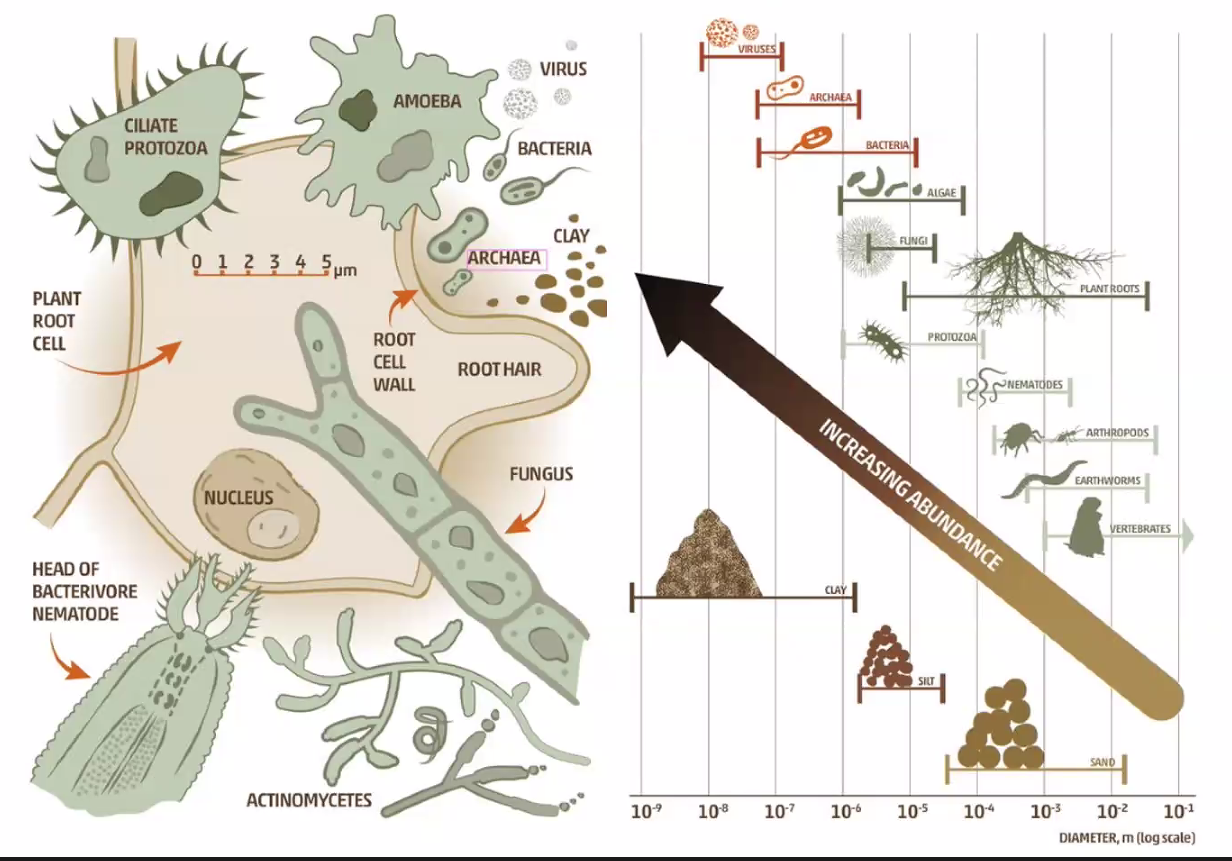 CILIATE
PROTOZOA
AMOEBA
VIRUS
BACTERIA
ARCHAEA
CLAY
0 1 2 3 4 5 μm
PLANT
ROOT
CELL
ROOT
CELL
WALL
ROOT HAIR
NUCLEUS
FUNGUS
HEAD OF
BACTERIVORE
NEMATODE
ACTINOMYCETES
VIRUSES
ARCHAEA
BACTERIA
ALGAE
FUNGI
PLANT ROOTS
PROTOZOA
NEMATODES
ARTHROPODS
EARTHWORMS
VERTEBRATES
INCREASING ABUNDANCE
CLAY
SILT
SAND
10⁻⁹ 10⁻⁸ 10⁻⁷ 10⁻⁶ 10⁻⁵ 10⁻⁴ 10⁻³ 10⁻² 10⁻¹
DIAMETER, m (log scale)